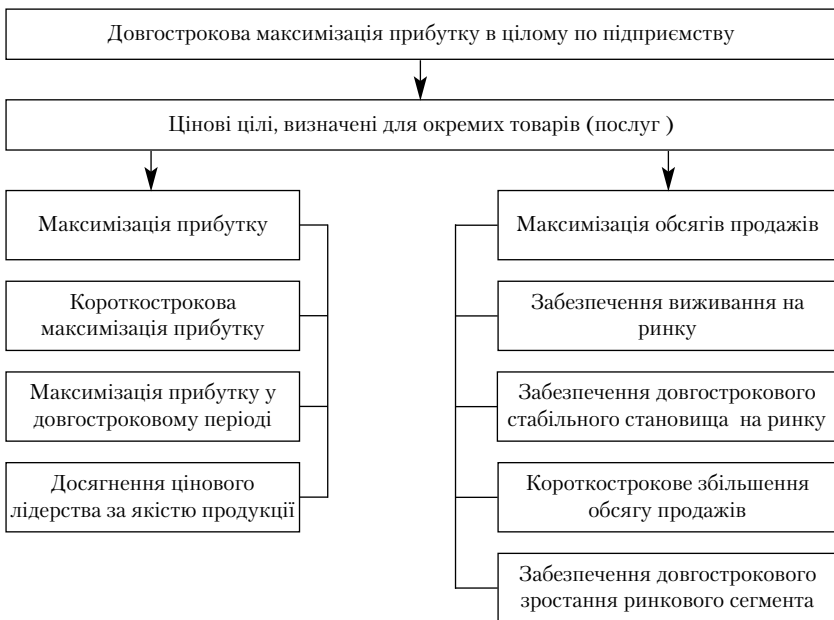 Довгострокова максимізація прибутку в цілому по підприємству
Цінові цілі, визначені для окремих товарів (послуг )
Максимізація прибутку
Короткострокова
максимізація прибутку
Максимізація прибутку у
довгостроковому періоді
Досягнення цінового
лідерства за якістю продукції
Максимізація обсягів продажів
Забезпечення виживання на
ринку
Забезпечення довгострокового
стабільного становища на ринку
Короткострокове збільшення
обсягу продажів
Забезпечення довгострокового
зростання ринкового сегмента